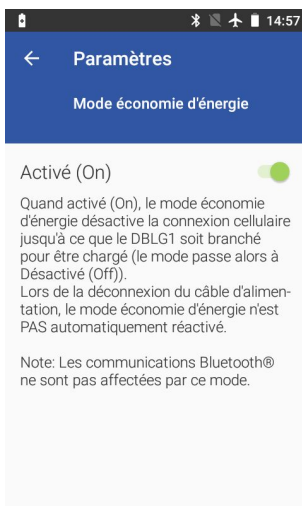 14:57
Paramètres
Mode économie d'énergie
Activé (On)
Quand activé (On), le mode économie
d'énergie désactive la connexion cellulaire
jusqu'à ce que le DBLG1 soit branché
pour être chargé (le mode passe alors à
Désactivé (Off)).
Lors de la déconnexion du câble d'alimen-
tation, le mode économie d'énergie n'est
PAS automatiquement réactivé.
Note: Les communications Bluetooth®
ne sont pas affectées par ce mode.